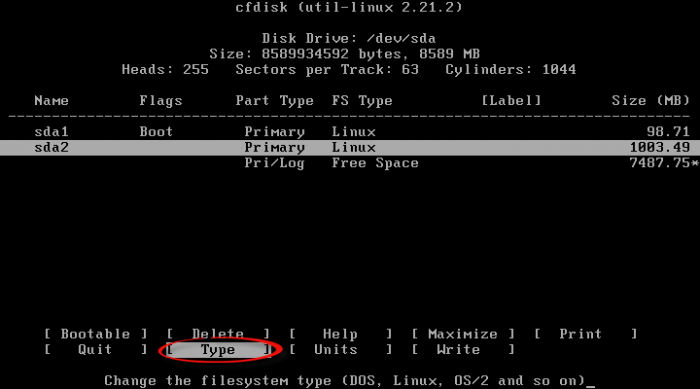 cfdisk (util-linux 2.21.2)
Disk Drive: /dev/sda
Size: 8589934592 bytes, 8589 MB
Heads: 255 Sectors per Track: 63 Cylinders: 1044
Name Flags Part Type FS Type [Label] Size (MB)
sda1 Boot Primary Linux 98.71
sda2 Primary Linux 1003.49
Pri/Log Free Space 7487.75*
[ Bootable ] [ Delete ] [ Help ] [ Maximize ] [ Print ]
[ Quit ] [ Type ] [ Units ] [ Write ]
Change the filesystem type (DOS, Linux, OS/2 and so on)_